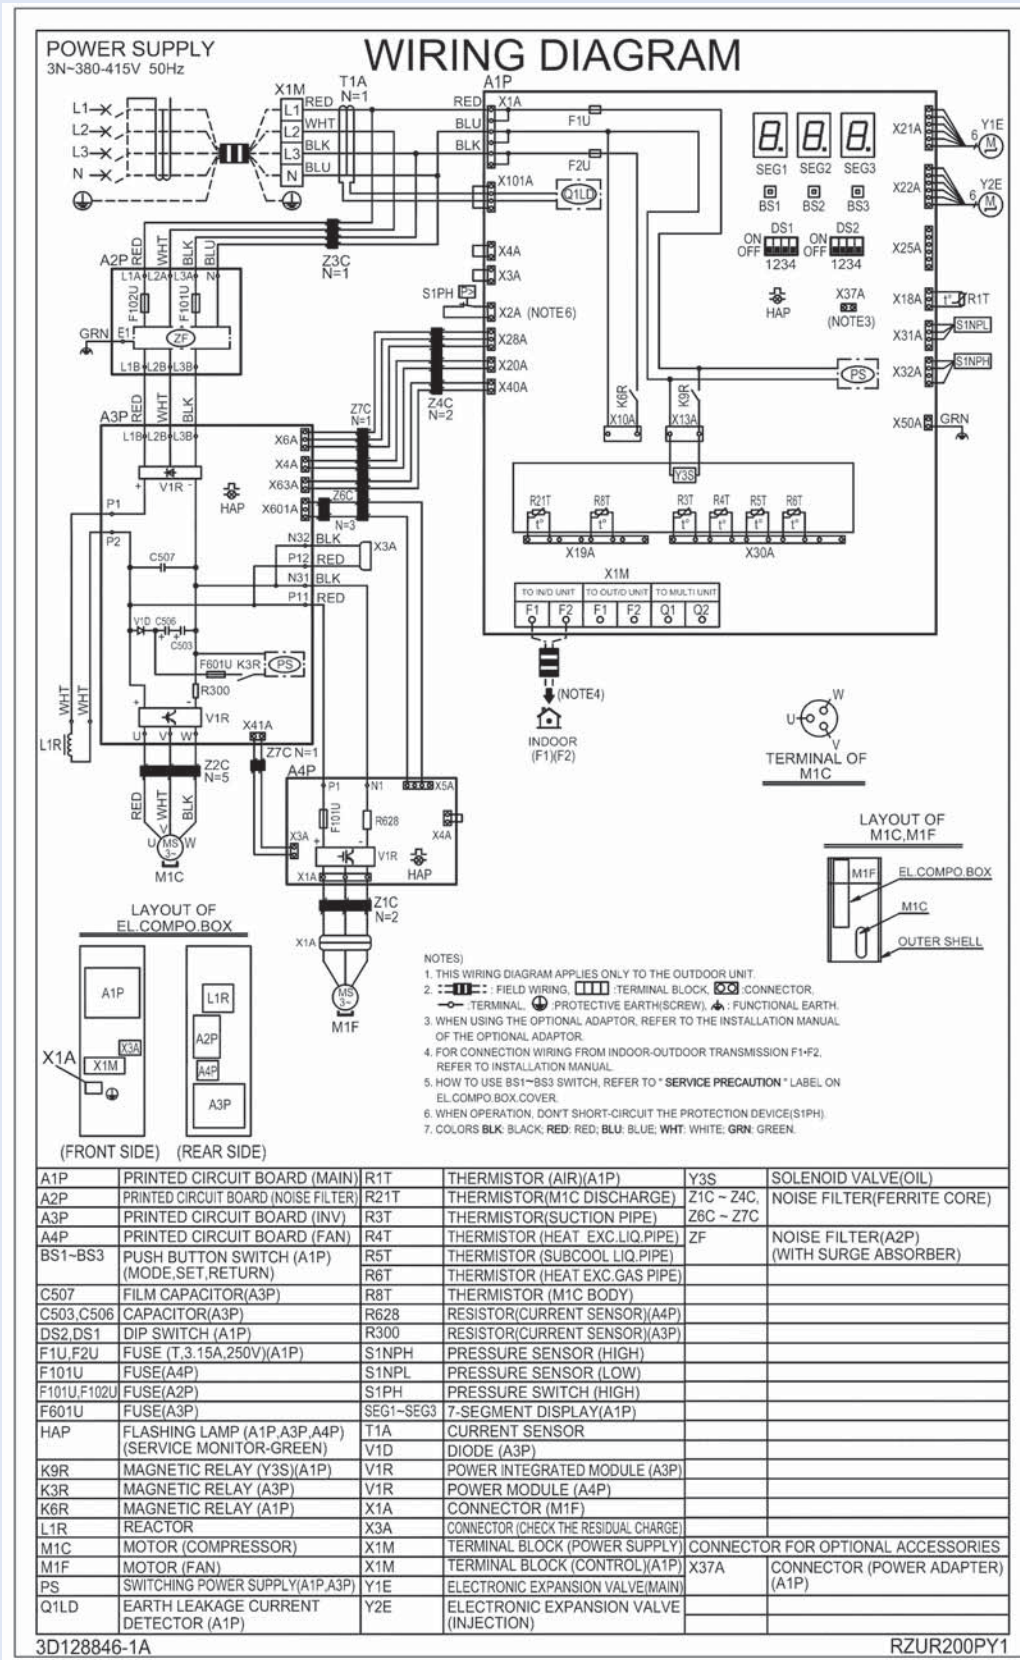 POWER SUPPLY
3N~380-415V 50Hz
WIRING DIAGRAM
L1
L2
L3
N
X1M
L1
L2
L3
N
RED
WHT
BLK
BLU
T1A
N=1
Z3C
N=1
A1P
RED
BLU
BLK
X1A
F1U
F2U
X101A
Q1LD
X4A
X3A
S1PH
P>
X2A (NOTE6)
X28A
X20A
X40A
Z4C
N=2
SEG1 SEG2 SEG3
BS1 BS2 BS3
DS1 DS2
ON
OFF
ON
OFF
1234 1234
HAP
X37A
(NOTE3)
X21A
6
Y1E
M
X22A
6
Y2E
M
X25A
X18A
t°
R1T
X31A
S1NPL
X32A
S1NPH
X50A
GRN
PS
K6R
K9R
X10A
X13A
Y3S
R21T R8T R3T R4T R5T R6T
t° t° t° t° t° t°
X19A X30A
X1M
TO IN/D UNIT TO OUT/D UNIT TO MULTI UNIT
F1 F2 F1 F2 Q1 Q2
(NOTE4)
INDOOR
(F1)(F2)
A2P
RED
WHT
BLK
BLU
L1A L2A L3A N
F102U
F101U
GRN
E1
ZF
L1B L2B L3B
RED
WHT
BLK
A3P
L1B L2B L3B
+ V1R -
HAP
X6A
X4A
X63A
X601A
Z7C
N=1
Z6C
N=3
P1
P2
N32 BLK
X3A
P12 RED
N31 BLK
P11 RED
C507
V1D C506
C503
F601U K3R
PS
R300
+ -
V1R
U V W
WHT
WHT
L1R
X41A
Z7C N=1
Z2C
N=5
RED
WHT
BLK
U V W
MS
3~
M1C
A4P
P1 N1
X5A
F101U
R628
X4A
X3A
+ -
V1R
HAP
X1A
Z1C
N=2
X1A
MS
3~
M1F
W
U
V
TERMINAL OF
M1C
LAYOUT OF
M1C,M1F
M1F
EL.COMPO.BOX
M1C
OUTER SHELL
LAYOUT OF
EL.COMPO.BOX
A1P
X3A
X1A
X1M
L1R
A2P
A4P
A3P
(FRONT SIDE) (REAR SIDE)
NOTES)
1. THIS WIRING DIAGRAM APPLIES ONLY TO THE OUTDOOR UNIT.
2. : FIELD WIRING, :TERMINAL BLOCK, :CONNECTOR,
:TERMINAL, :PROTECTIVE EARTH(SCREW), : FUNCTIONAL EARTH.
3. WHEN USING THE OPTIONAL ADAPTOR, REFER TO THE INSTALLATION MANUAL
OF THE OPTIONAL ADAPTOR.
4. FOR CONNECTION WIRING FROM INDOOR-OUTDOOR TRANSMISSION F1•F2,
REFER TO INSTALLATION MANUAL.
5. HOW TO USE BS1~BS3 SWITCH, REFER TO " SERVICE PRECAUTION " LABEL ON
EL.COMPO.BOX.COVER.
6. WHEN OPERATION, DON'T SHORT-CIRCUIT THE PROTECTION DEVICE(S1PH).
7. COLORS BLK: BLACK; RED: RED; BLU: BLUE; WHT: WHITE; GRN: GREEN.
A1P PRINTED CIRCUIT BOARD (MAIN)
A2P PRINTED CIRCUIT BOARD (NOISE FILTER)
A3P PRINTED CIRCUIT BOARD (INV)
A4P PRINTED CIRCUIT BOARD (FAN)
BS1~BS3 PUSH BUTTON SWITCH (A1P)
(MODE,SET,RETURN)
C507 FILM CAPACITOR(A3P)
C503,C506 CAPACITOR(A3P)
DS2,DS1 DIP SWITCH (A1P)
F1U,F2U FUSE (T,3.15A,250V)(A1P)
F101U FUSE(A4P)
F101U,F102U FUSE(A2P)
F601U FUSE(A3P)
HAP FLASHING LAMP (A1P,A3P,A4P)
(SERVICE MONITOR-GREEN)
K9R MAGNETIC RELAY (Y3S)(A1P)
K3R MAGNETIC RELAY (A3P)
K6R MAGNETIC RELAY (A1P)
L1R REACTOR
M1C MOTOR (COMPRESSOR)
M1F MOTOR (FAN)
PS SWITCHING POWER SUPPLY(A1P,A3P)
Q1LD EARTH LEAKAGE CURRENT
DETECTOR (A1P)
R1T THERMISTOR (AIR)(A1P)
R21T THERMISTOR(M1C DISCHARGE)
R3T THERMISTOR(SUCTION PIPE)
R4T THERMISTOR (HEAT EXC.LIQ.PIPE)
R5T THERMISTOR (SUBCOOL LIQ.PIPE)
R6T THERMISTOR (HEAT EXC.GAS PIPE)
R8T THERMISTOR (M1C BODY)
R628 RESISTOR(CURRENT SENSOR)(A4P)
R300 RESISTOR(CURRENT SENSOR)(A3P)
S1NPH PRESSURE SENSOR (HIGH)
S1NPL PRESSURE SENSOR (LOW)
S1PH PRESSURE SWITCH (HIGH)
SEG1~SEG3 7-SEGMENT DISPLAY(A1P)
T1A CURRENT SENSOR
V1D DIODE (A3P)
V1R POWER INTEGRATED MODULE (A3P)
V1R POWER MODULE (A4P)
X1A CONNECTOR (M1F)
X3A CONNECTOR (CHECK THE RESIDUAL CHARGE)
X1M TERMINAL BLOCK (POWER SUPPLY)
X1M TERMINAL BLOCK (CONTROL)(A1P)
Y1E ELECTRONIC EXPANSION VALVE(MAIN)
Y2E ELECTRONIC EXPANSION VALVE
(INJECTION)
Y3S SOLENOID VALVE(OIL)
Z1C ~ Z4C, NOISE FILTER(FERRITE CORE)
Z6C ~ Z7C
ZF NOISE FILTER(A2P)
(WITH SURGE ABSORBER)
CONNECTOR FOR OPTIONAL ACCESSORIES
X37A CONNECTOR (POWER ADAPTER)
(A1P)
3D128846-1A
RZUR200PY1